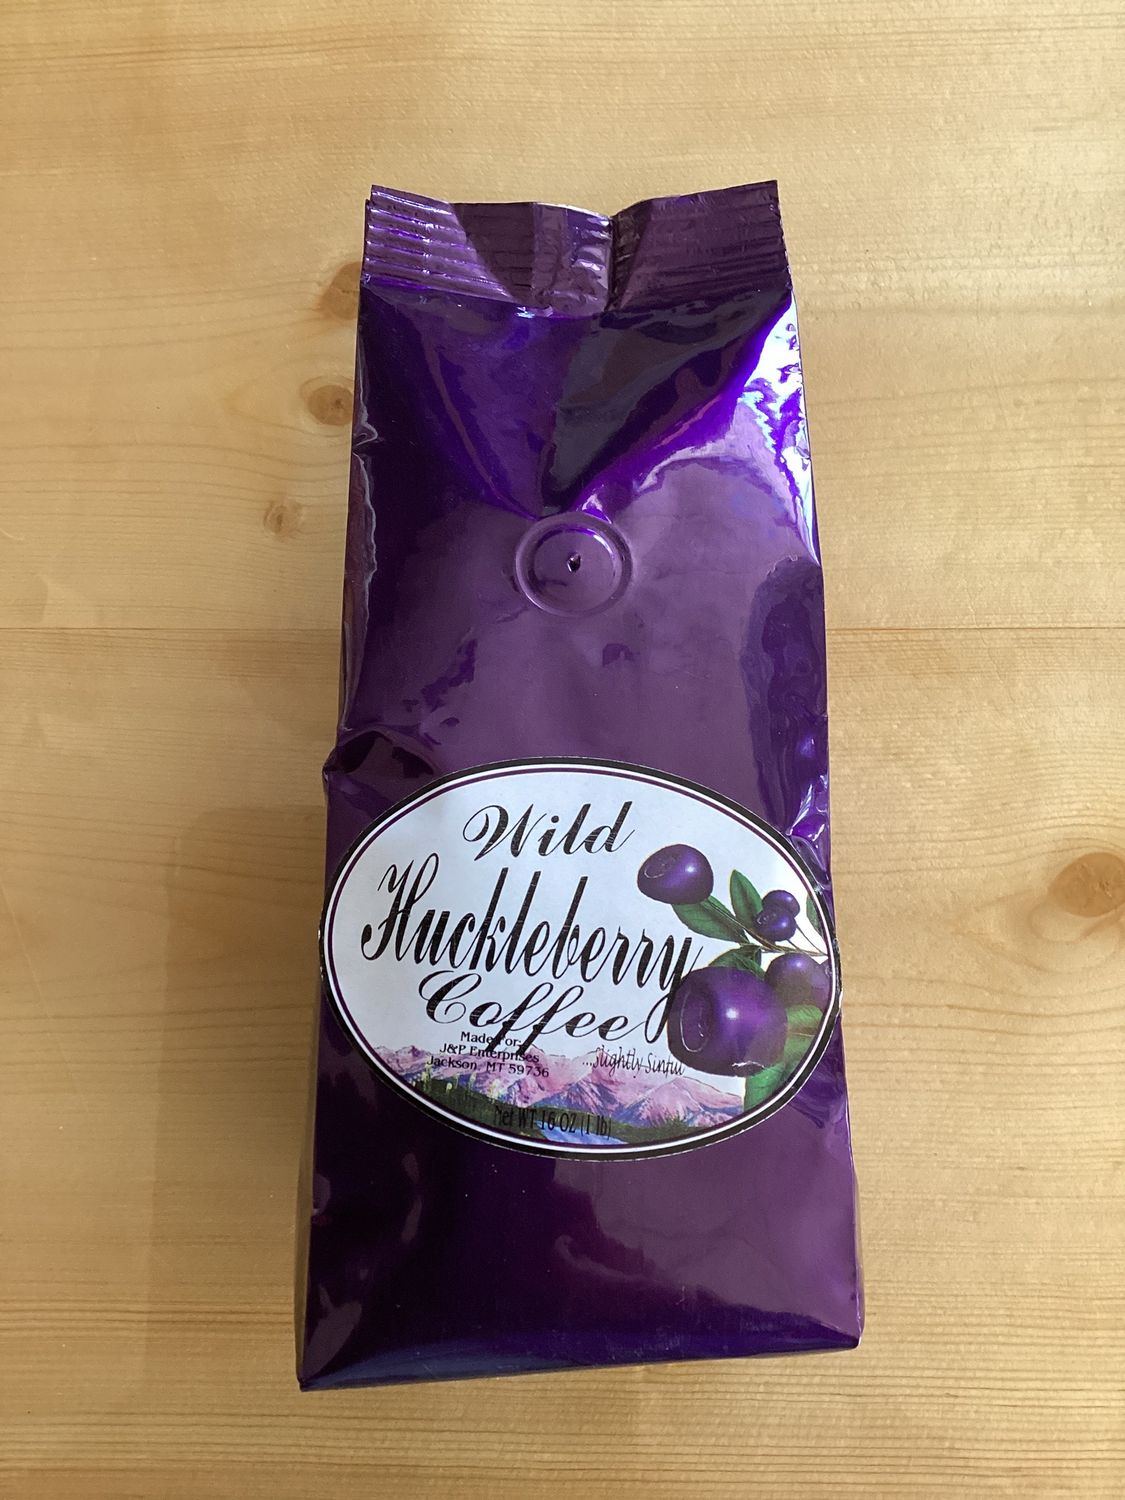 Wild
Huckleberry
Coffee
Made For:
J&P Enterprises
Jackson, MT 59736
...Slightly Sinful
Net WT 16 OZ (1 lb)